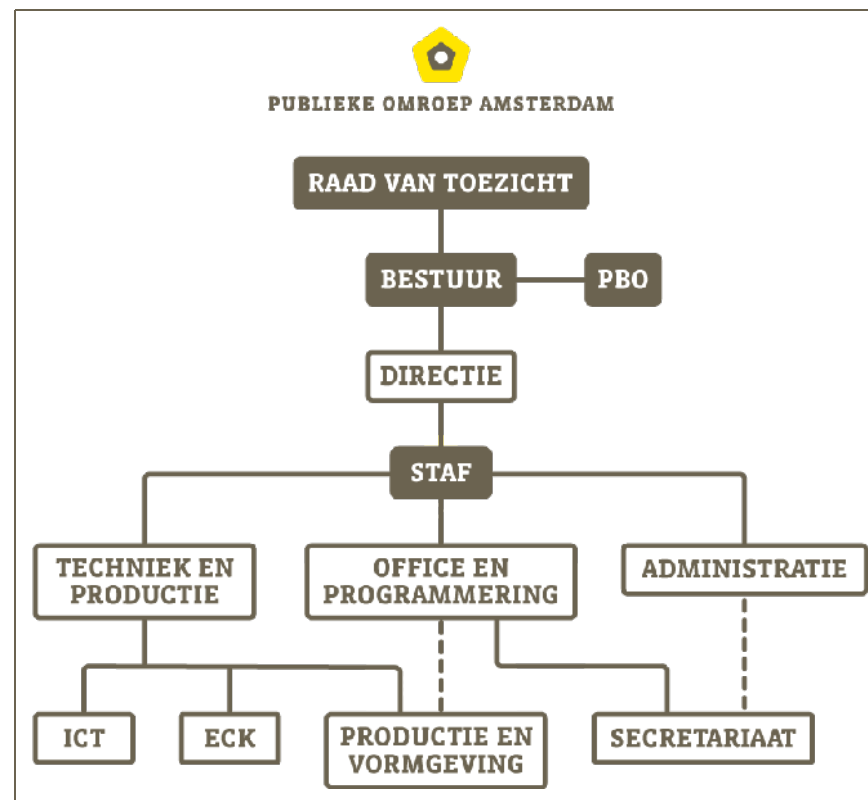 PUBLIEKE OMROEP AMSTERDAM
RAAD VAN TOEZICHT
BESTUUR
PBO
DIRECTIE
STAF
TECHNIEK EN
PRODUCTIE
OFFICE EN
PROGRAMMERING
ADMINISTRATIE
ICT
ECK
PRODUCTIE EN
VORMGEVING
SECRETARIAAT